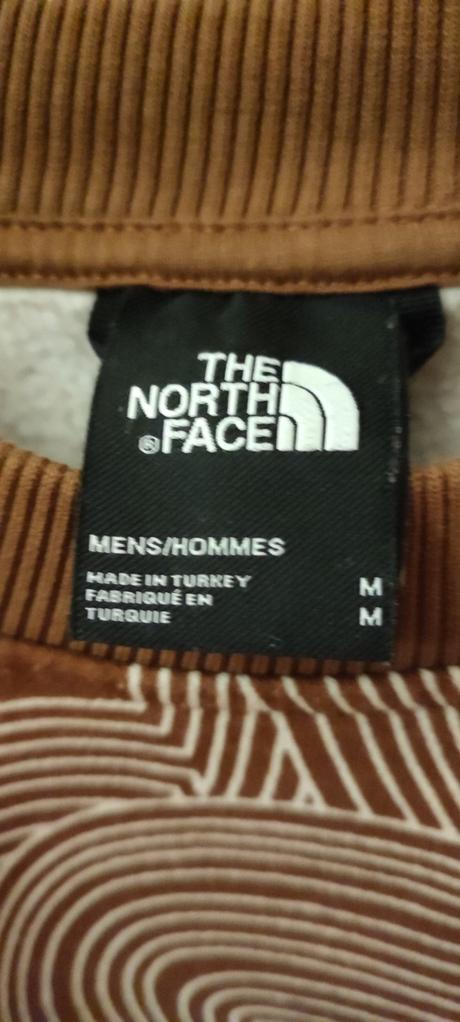 THE
NORTH
® FACE
MENS/HOMMES
MADE IN TURKEY M
FABRIQUÉ EN
TURQUIE M